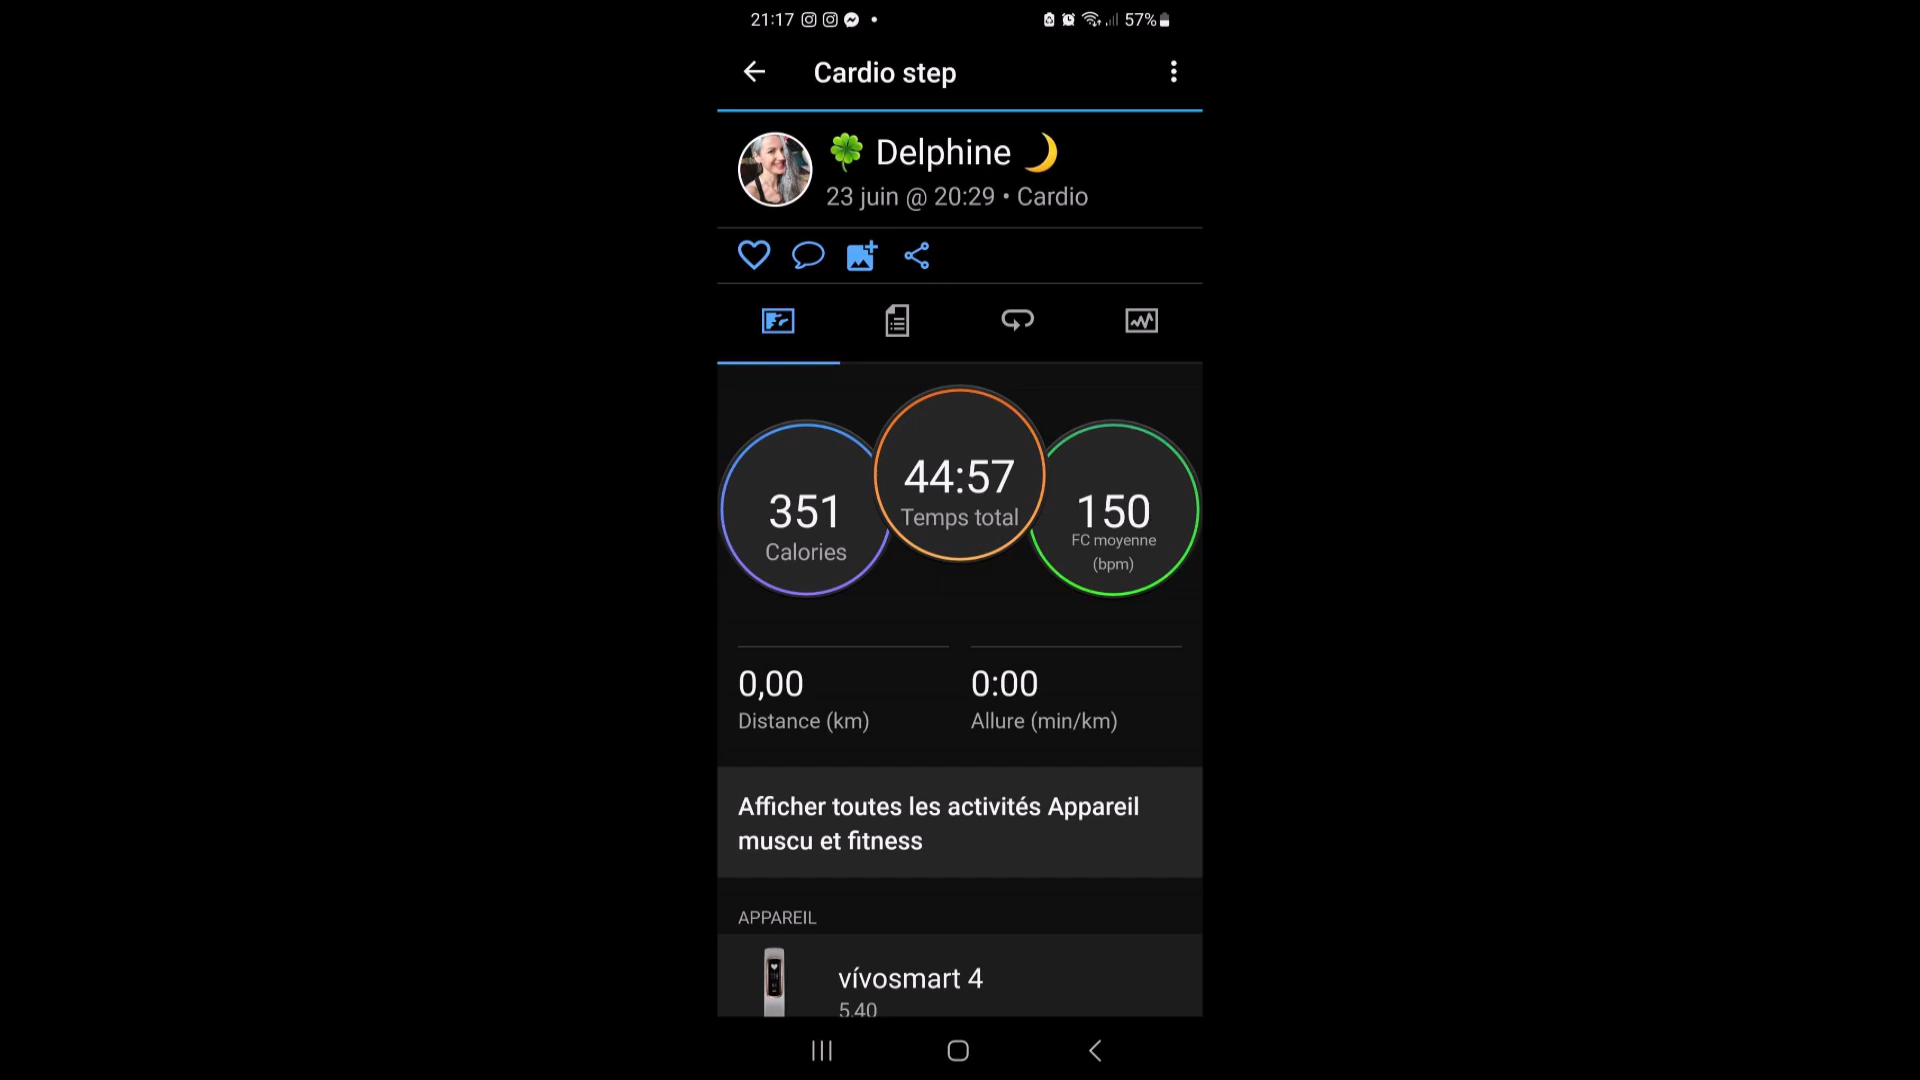 21:17 57%
Cardio step
Delphine
23 juin @ 20:29 • Cardio
44:57
Temps total
351
Calories
150
FC moyenne
(bpm)
0,00 0:00
Distance (km) Allure (min/km)
Afficher toutes les activités Appareil
muscu et fitness
APPAREIL
vívosmart 4
5.40